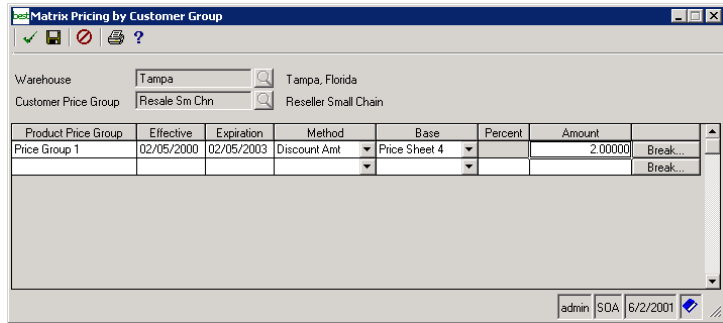 best Matrix Pricing by Customer Group
?
Warehouse Tampa Tampa, Florida
Customer Price Group Resale Sm Chn Reseller Small Chain
Product Price Group Effective Expiration Method Base Percent Amount
Price Group 1 02/05/2000 02/05/2003 Discount Amt Price Sheet 4 2.00000 Break...
Break...
admin SOA 6/2/2001